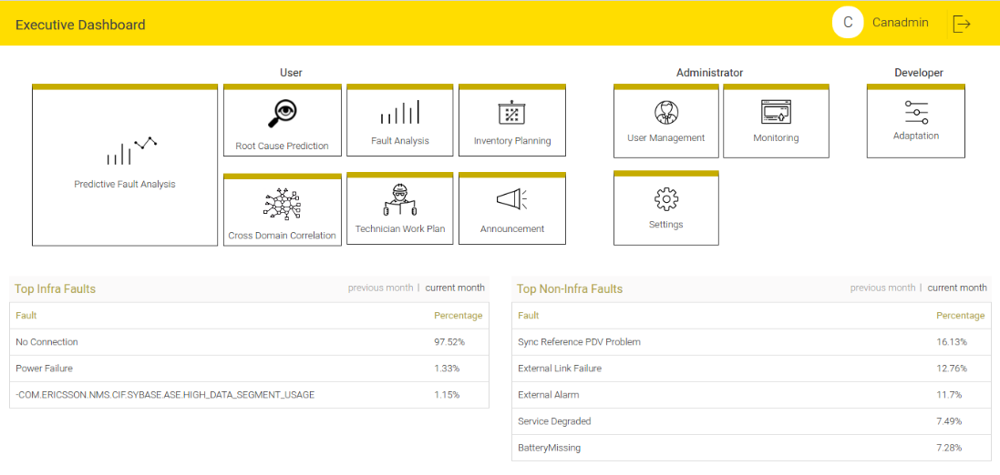 Executive Dashboard
C Canadmin
User
Administrator
Developer
Predictive Fault Analysis
Root Cause Prediction
Fault Analysis
Inventory Planning
User Management
Monitoring
Adaptation
Cross Domain Correlation
Technician Work Plan
Announcement
Settings
Top Infra Faults previous month | current month
Fault Percentage
No Connection 97.52%
Power Failure 1.33%
-COM.ERICSSON.NMS.CIF.SYBASE.ASE.HIGH_DATA_SEGMENT_USAGE 1.15%
Top Non-Infra Faults previous month | current month
Fault Percentage
Sync Reference PDV Problem 16.13%
External Link Failure 12.76%
External Alarm 11.7%
Service Degraded 7.49%
BatteryMissing 7.28%